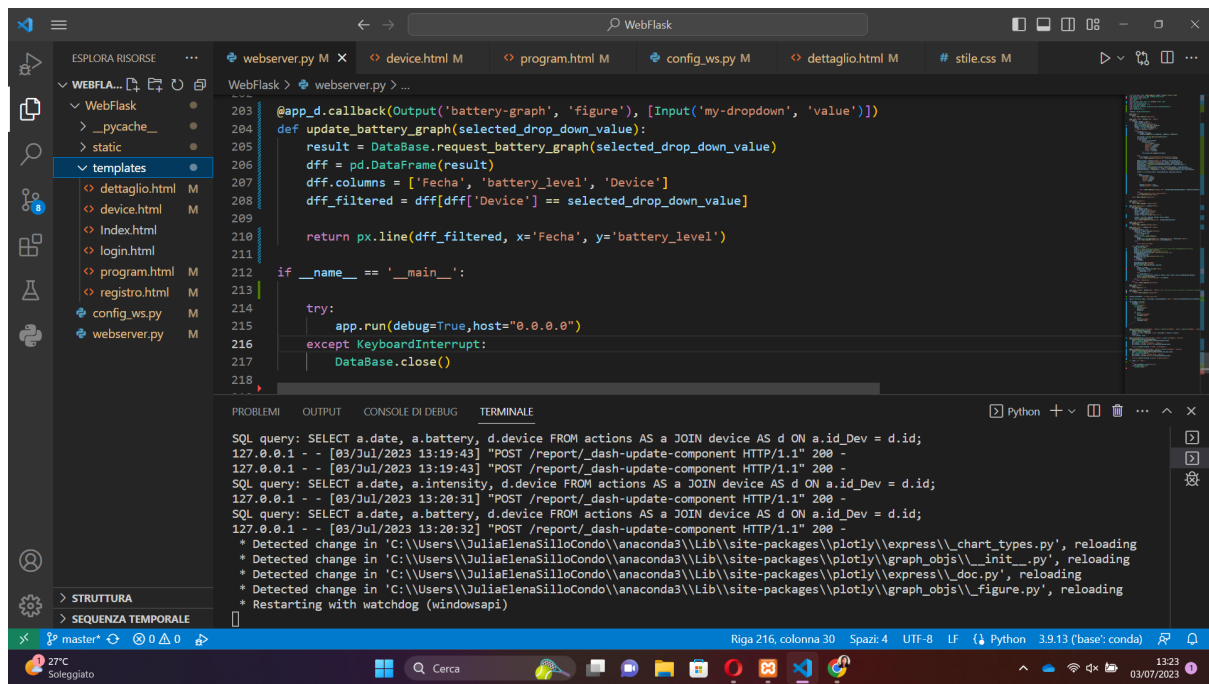 WebFlask
ESPLORA RISORSE
webserver.py M
device.html M
program.html M
config_ws.py M
dettaglio.html M
# stile.css M
WEBFLA...
WebFlask > webserver.py > ...
WebFlask
__pycache__
static
templates
dettaglio.html M
device.html M
Index.html
login.html
program.html M
registro.html M
config_ws.py M
webserver.py M
8
203 @app_d.callback(Output('battery-graph', 'figure'), [Input('my-dropdown', 'value')])
204 def update_battery_graph(selected_drop_down_value):
205 result = DataBase.request_battery_graph(selected_drop_down_value)
206 dff = pd.DataFrame(result)
207 dff.columns = ['Fecha', 'battery_level', 'Device']
208 dff_filtered = dff[dff['Device'] == selected_drop_down_value]
209
210 return px.line(dff_filtered, x='Fecha', y='battery_level')
211
212 if __name__ == '__main__':
213
214 try:
215 app.run(debug=True,host="0.0.0.0")
216 except KeyboardInterrupt:
217 DataBase.close()
218
PROBLEMI OUTPUT CONSOLE DI DEBUG TERMINALE
Python
SQL query: SELECT a.date, a.battery, d.device FROM actions AS a JOIN device AS d ON a.id_Dev = d.id;
127.0.0.1 - - [03/Jul/2023 13:19:43] "POST /report/_dash-update-component HTTP/1.1" 200 -
127.0.0.1 - - [03/Jul/2023 13:19:43] "POST /report/_dash-update-component HTTP/1.1" 200 -
SQL query: SELECT a.date, a.intensity, d.device FROM actions AS a JOIN device AS d ON a.id_Dev = d.id;
127.0.0.1 - - [03/Jul/2023 13:20:31] "POST /report/_dash-update-component HTTP/1.1" 200 -
SQL query: SELECT a.date, a.battery, d.device FROM actions AS a JOIN device AS d ON a.id_Dev = d.id;
127.0.0.1 - - [03/Jul/2023 13:20:32] "POST /report/_dash-update-component HTTP/1.1" 200 -
* Detected change in 'C:\\Users\\JuliaElenaSilloCondo\\anaconda3\\Lib\\site-packages\\plotly\\express\\_chart_types.py', reloading
* Detected change in 'C:\\Users\\JuliaElenaSilloCondo\\anaconda3\\Lib\\site-packages\\plotly\\graph_objs\\__init__.py', reloading
* Detected change in 'C:\\Users\\JuliaElenaSilloCondo\\anaconda3\\Lib\\site-packages\\plotly\\express\\_doc.py', reloading
* Detected change in 'C:\\Users\\JuliaElenaSilloCondo\\anaconda3\\Lib\\site-packages\\plotly\\graph_objs\\_figure.py', reloading
* Restarting with watchdog (windowsapi)
STRUTTURA
SEQUENZA TEMPORALE
master* 0 0
Riga 216, colonna 30 Spazi: 4 UTF-8 LF Python 3.9.13 ('base': conda)
1
27°C
Soleggiato
Cerca
13:23
03/07/2023
1